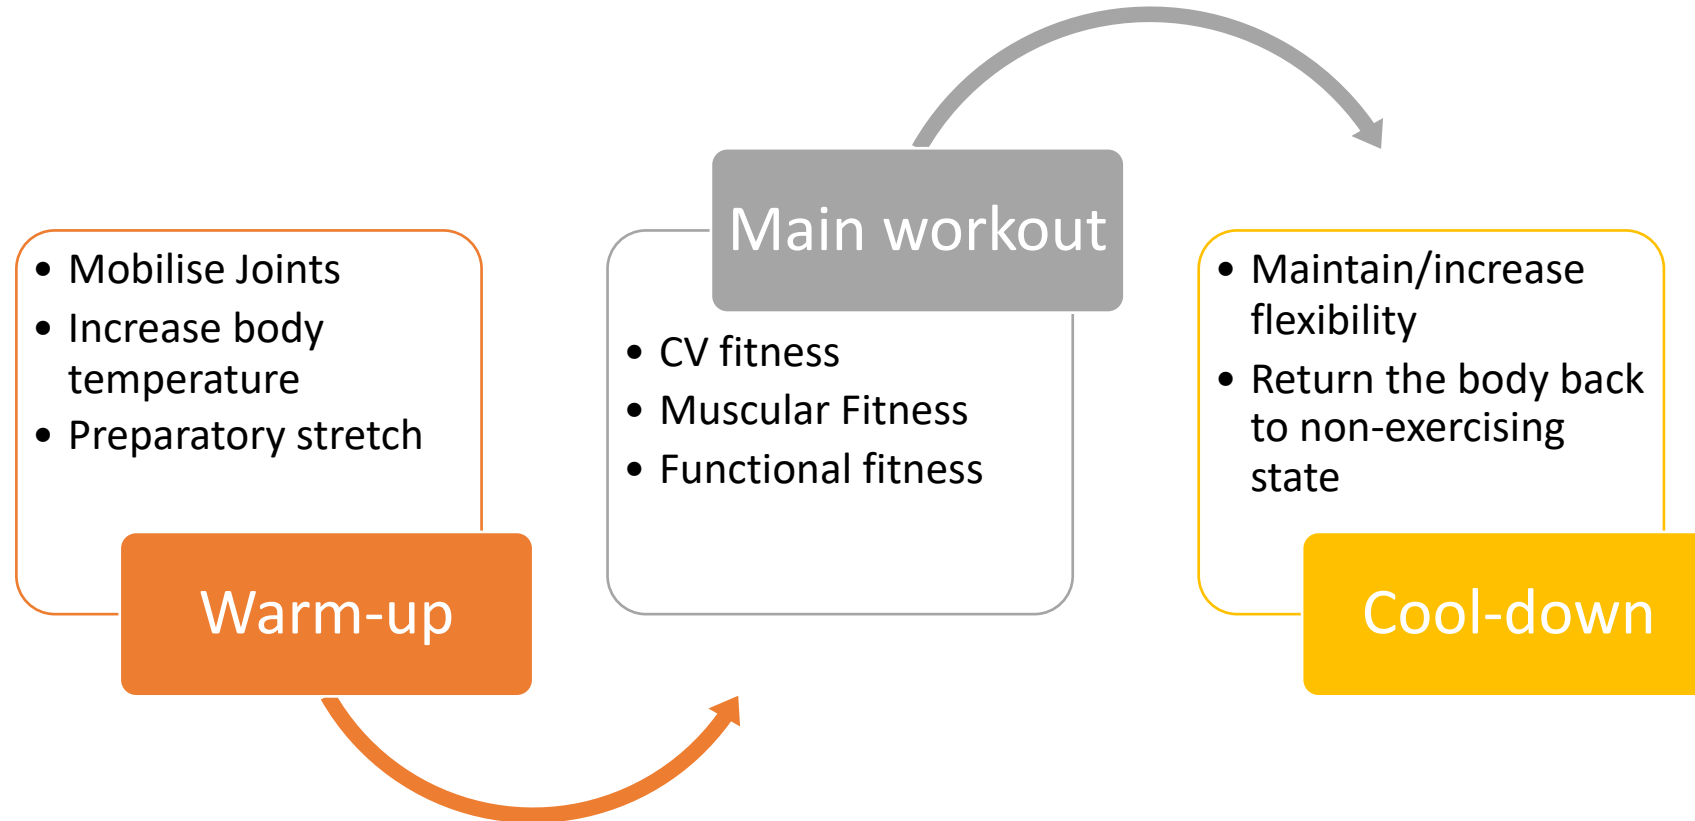 • Mobilise Joints
• Increase body
temperature
• Preparatory stretch
Warm-up
Main workout
• CV fitness
• Muscular Fitness
• Functional fitness
• Maintain/increase
flexibility
• Return the body back
to non-exercising
state
Cool-down